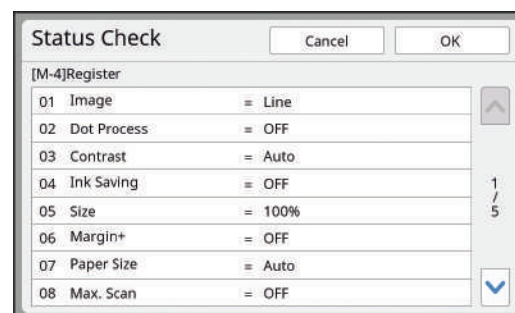 Status Check Cancel OK
[M-4]Register
01 Image = Line
02 Dot Process = OFF
03 Contrast = Auto
04 Ink Saving = OFF
05 Size = 100%
06 Margin+ = OFF
07 Paper Size = Auto
08 Max. Scan = OFF
1
/
5